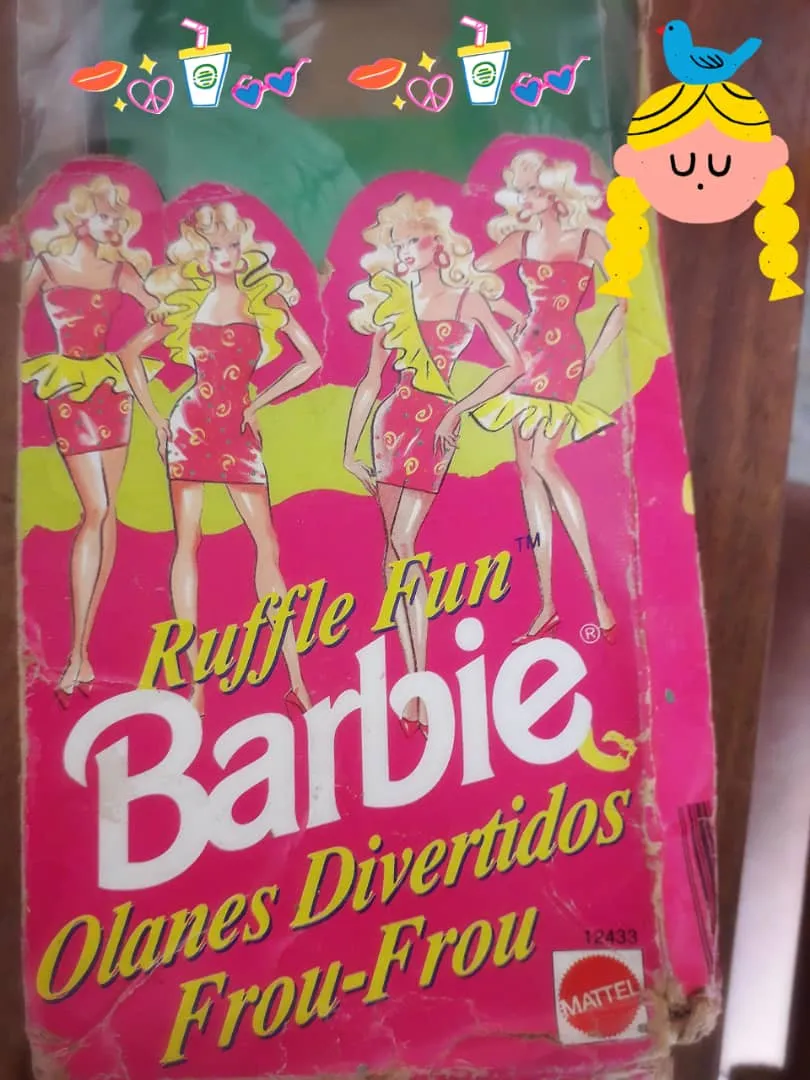 Ruffle Fun™
Barbie®
Olanes Divertidos
Frou-Frou
12433
MATTEL